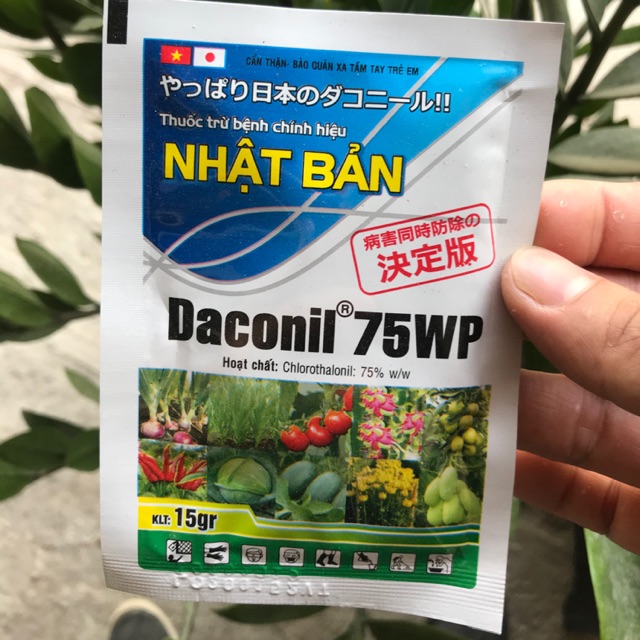 CẨN THẬN- BẢO QUẢN XA TẦM TAY TRẺ EM
やっぱり日本のダコニール!!
Thuốc trừ bệnh chính hiệu
NHẬT BẢN
病害同時防除の
決定版
Daconil® 75WP
Hoạt chất: Chlorothalonil: 75% w/w
KLT: 15gr